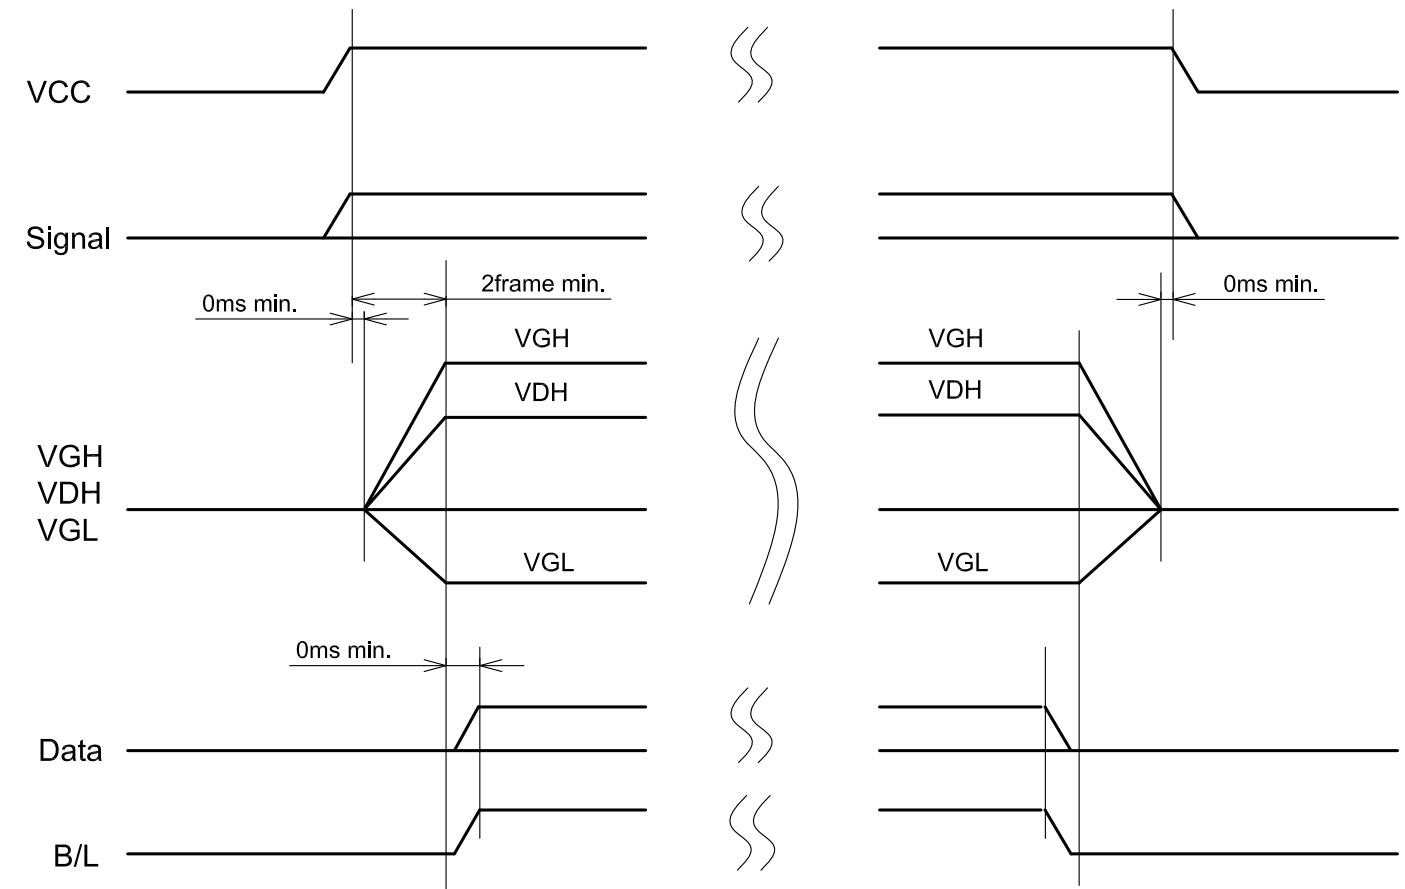 VCC
Signal
2frame min.
0ms min.
0ms min.
VGH
VGH
VDH
VDH
VGH
VDH
VGL
VGL
VGL
0ms min.
Data
B/L